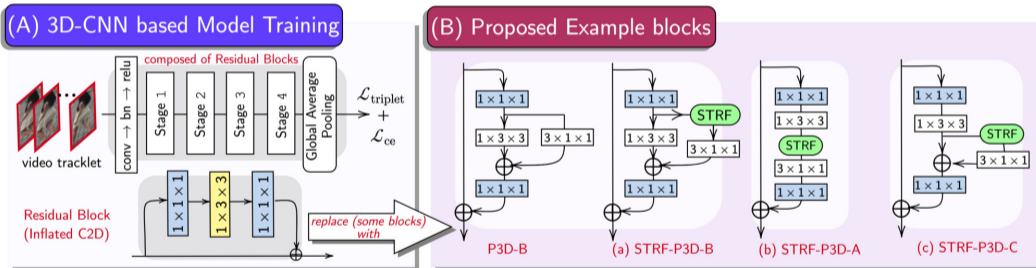 (A) 3D-CNN based Model Training
composed of Residual Blocks
conv → bn → relu
Stage 1
Stage 2
Stage 3
Stage 4
Global Average
Pooling
ℒtriplet
+
ℒce
video tracklet
Residual Block
(Inflated C2D)
1×1×1
1×3×3
1×1×1
replace (some blocks)
with
(B) Proposed Example blocks
1×1×1
1×3×3
3×1×1
1×1×1
P3D-B
1×1×1
STRF
1×3×3
3×1×1
1×1×1
(a) STRF-P3D-B
1×1×1
1×3×3
STRF
3×1×1
1×1×1
(b) STRF-P3D-A
1×1×1
1×3×3
STRF
3×1×1
1×1×1
(c) STRF-P3D-C